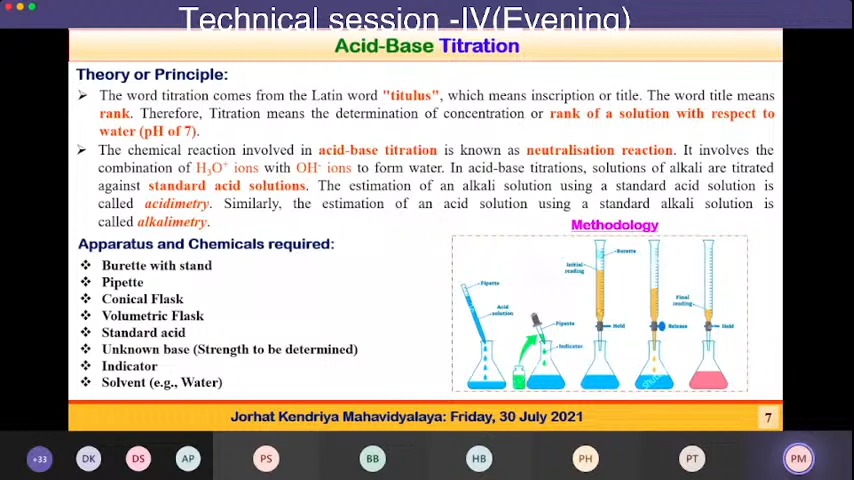 Technical session -IV(Evening)
Acid-Base Titration
Theory or Principle:
➢ The word titration comes from the Latin word "titulus", which means inscription or title. The word title means
rank. Therefore, Titration means the determination of concentration or rank of a solution with respect to
water (pH of 7).
➢ The chemical reaction involved in acid-base titration is known as neutralisation reaction. It involves the
combination of H₃O⁺ ions with OH⁻ ions to form water. In acid-base titrations, solutions of alkali are titrated
against standard acid solutions. The estimation of an alkali solution using a standard acid solution is
called acidimetry. Similarly, the estimation of an acid solution using a standard alkali solution is
called alkalimetry.
Methodology
Apparatus and Chemicals required:
❖ Burette with stand
❖ Pipette
❖ Conical Flask
❖ Volumetric Flask
❖ Standard acid
❖ Unknown base (Strength to be determined)
❖ Indicator
❖ Solvent (e.g., Water)
Pipette
Acid
solution
Pipette
Indicator
Initial
reading
Burette
Hold
Release
Final
reading
Hold
Jorhat Kendriya Mahavidyalaya: Friday, 30 July 2021
7
+33
DK
DS
AP
PS
BB
HB
PH
PT
PM